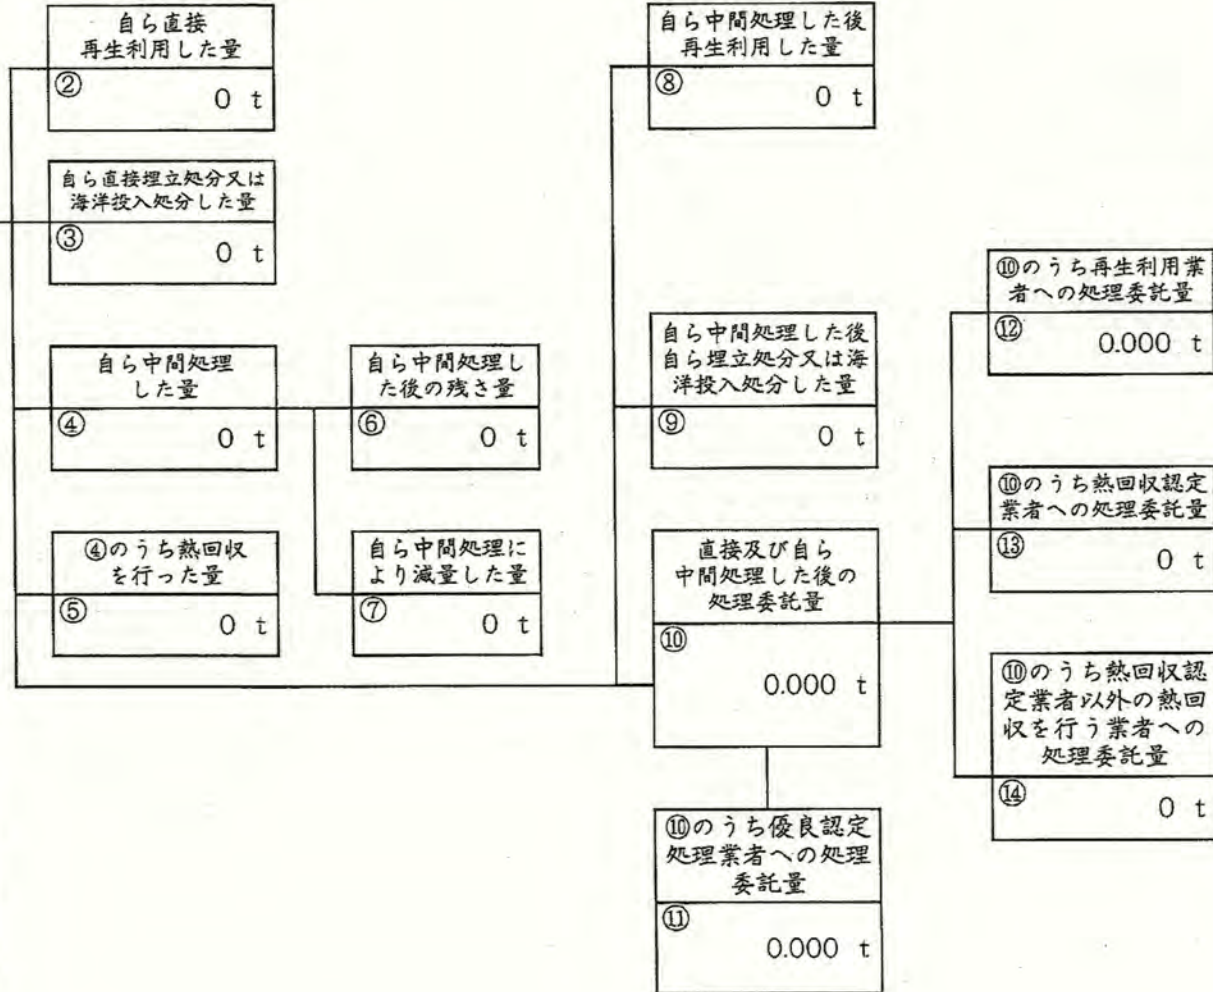 自ら直接
再生利用した量
②
0 t
自ら直接埋立処分又は
海洋投入処分した量
③
0 t
自ら中間処理
した量
④
0 t
④のうち熱回収
を行った量
⑤
0 t
自ら中間処理し
た後の残さ量
⑥
0 t
自ら中間処理に
より減量した量
⑦
0 t
自ら中間処理した後
再生利用した量
⑧
0 t
自ら中間処理した後
自ら埋立処分又は海
洋投入処分した量
⑨
0 t
直接及び自ら
中間処理した後の
処理委託量
⑩
0.000 t
⑩のうち優良認定
処理業者への処理
委託量
⑪
0.000 t
⑩のうち再生利用業
者への処理委託量
⑫
0.000 t
⑩のうち熱回収認定
業者への処理委託量
⑬
0 t
⑩のうち熱回収認
定業者以外の熱回
収を行う業者への
処理委託量
⑭
0 t